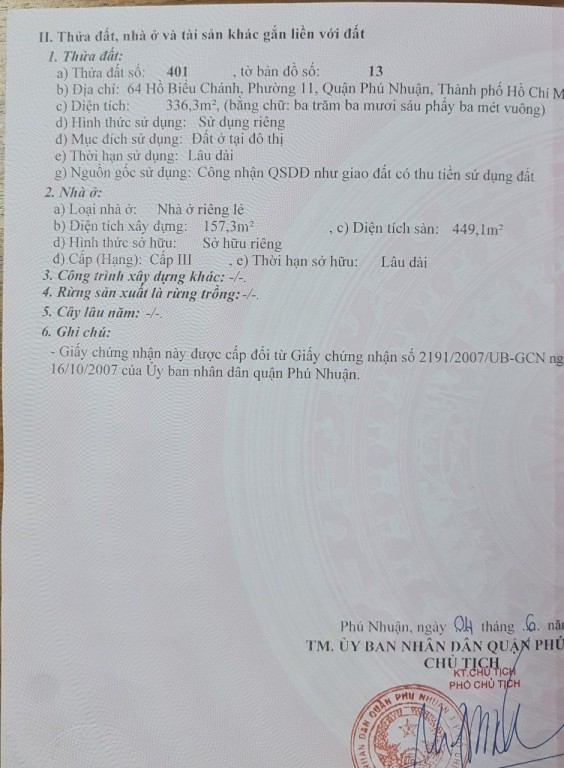 II. Thửa đất, nhà ở và tài sản khác gắn liền với đất
1. Thửa đất:
a) Thửa đất số: 401 , tờ bản đồ số: 13
b) Địa chỉ: 64 Hồ Biểu Chánh, Phường 11, Quận Phú Nhuận, Thành phố Hồ Chí M
c) Diện tích: 336,3m², (bằng chữ: ba trăm ba mươi sáu phẩy ba mét vuông)
d) Hình thức sử dụng: Sử dụng riêng
đ) Mục đích sử dụng: Đất ở tại đô thị
e) Thời hạn sử dụng: Lâu dài
g) Nguồn gốc sử dụng: Công nhận QSDĐ như giao đất có thu tiền sử dụng đất
2. Nhà ở:
a) Loại nhà ở: Nhà ở riêng lẻ
b) Diện tích xây dựng: 157,3m² , c) Diện tích sàn: 449,1m²
d) Hình thức sở hữu: Sở hữu riêng
đ) Cấp (Hạng): Cấp III , e) Thời hạn sở hữu: Lâu dài
3. Công trình xây dựng khác: -/-.
4. Rừng sản xuất là rừng trồng: -/-.
5. Cây lâu năm: -/-.
6. Ghi chú:
- Giấy chứng nhận này được cấp đổi từ Giấy chứng nhận số 2191/2007/UB-GCN ng
16/10/2007 của Ủy ban nhân dân quận Phú Nhuận.
Phú Nhuận, ngày 04 tháng .6. nă
TM. ỦY BAN NHÂN DÂN QUẬN PHÚ
CHỦ TỊCH
KT.CHỦ TỊCH
PHÓ CHỦ TỊCH
DÂN QUẬN PHÚ NHUẬN